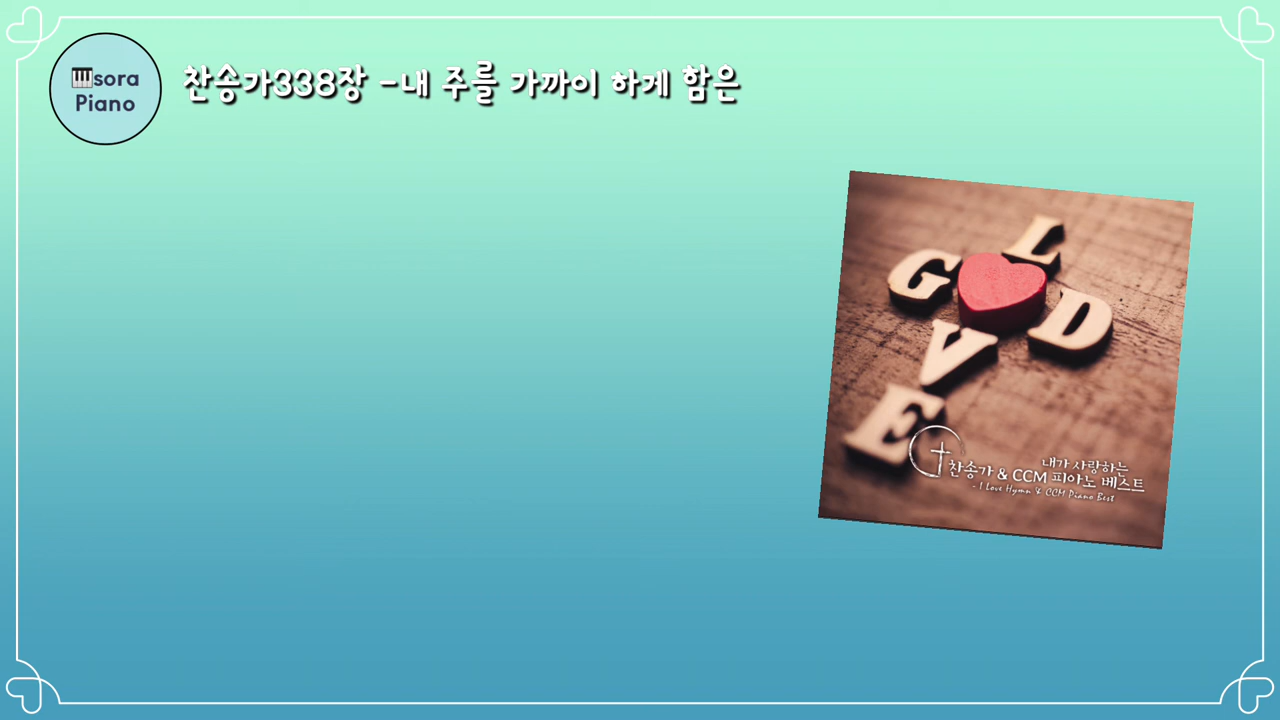 sora
Piano
찬송가338장 -내 주를 가까이 하게 함은
L
G D
V
E
내가 사랑하는
찬송가 & CCM 피아노 베스트
- I Love Hymn & CCM Piano Best